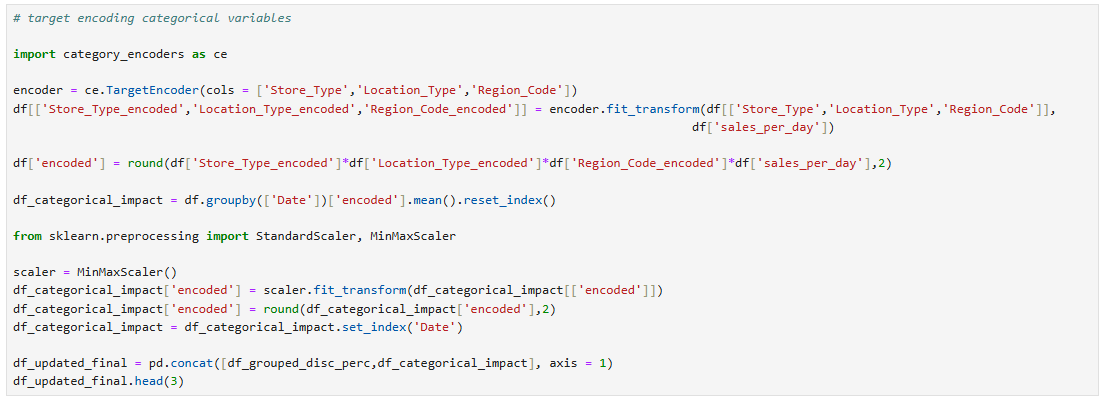 # target encoding categorical variables
import category_encoders as ce
encoder = ce.TargetEncoder(cols = ['Store_Type','Location_Type','Region_Code'])
df[['Store_Type_encoded','Location_Type_encoded','Region_Code_encoded']] = encoder.fit_transform(df[['Store_Type','Location_Type','Region_Code']],
df['sales_per_day'])
df['encoded'] = round(df['Store_Type_encoded']*df['Location_Type_encoded']*df['Region_Code_encoded']*df['sales_per_day'],2)
df_categorical_impact = df.groupby(['Date'])['encoded'].mean().reset_index()
from sklearn.preprocessing import StandardScaler, MinMaxScaler
scaler = MinMaxScaler()
df_categorical_impact['encoded'] = scaler.fit_transform(df_categorical_impact[['encoded']])
df_categorical_impact['encoded'] = round(df_categorical_impact['encoded'],2)
df_categorical_impact = df_categorical_impact.set_index('Date')
df_updated_final = pd.concat([df_grouped_disc_perc,df_categorical_impact], axis = 1)
df_updated_final.head(3)